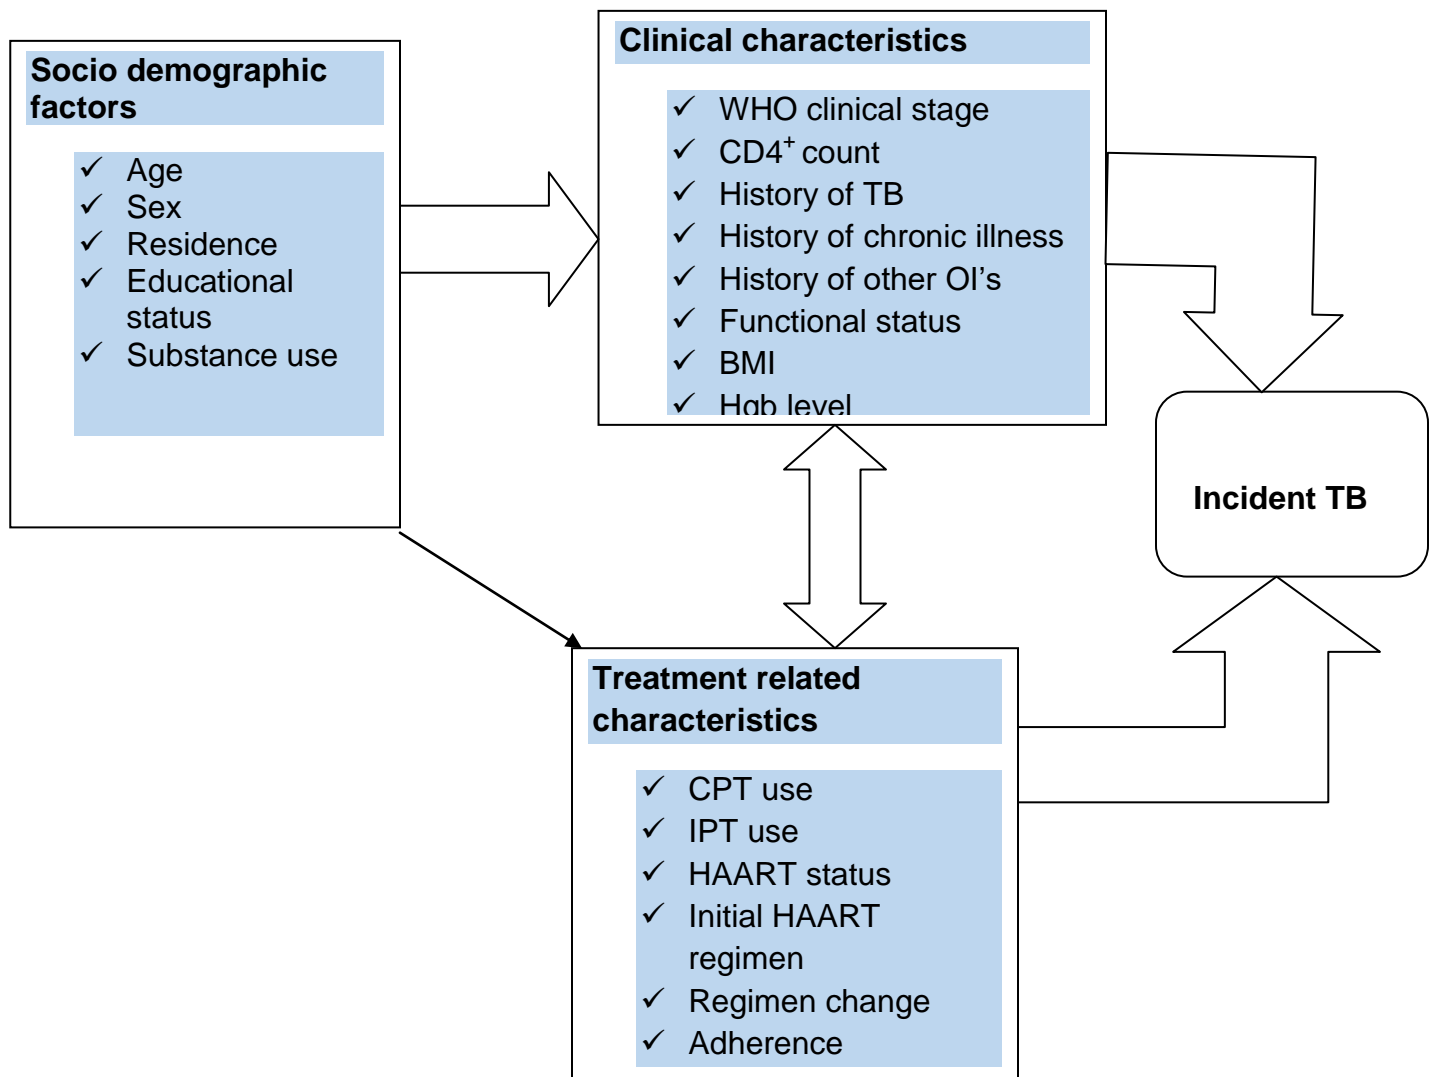 Socio demographic
factors
✓ Age
✓ Sex
✓ Residence
✓ Educational
status
✓ Substance use
Clinical characteristics
✓ WHO clinical stage
✓ CD4⁺ count
✓ History of TB
✓ History of chronic illness
✓ History of other OI's
✓ Functional status
✓ BMI
✓ Hgb level
Incident TB
Treatment related
characteristics
✓ CPT use
✓ IPT use
✓ HAART status
✓ Initial HAART
regimen
✓ Regimen change
✓ Adherence